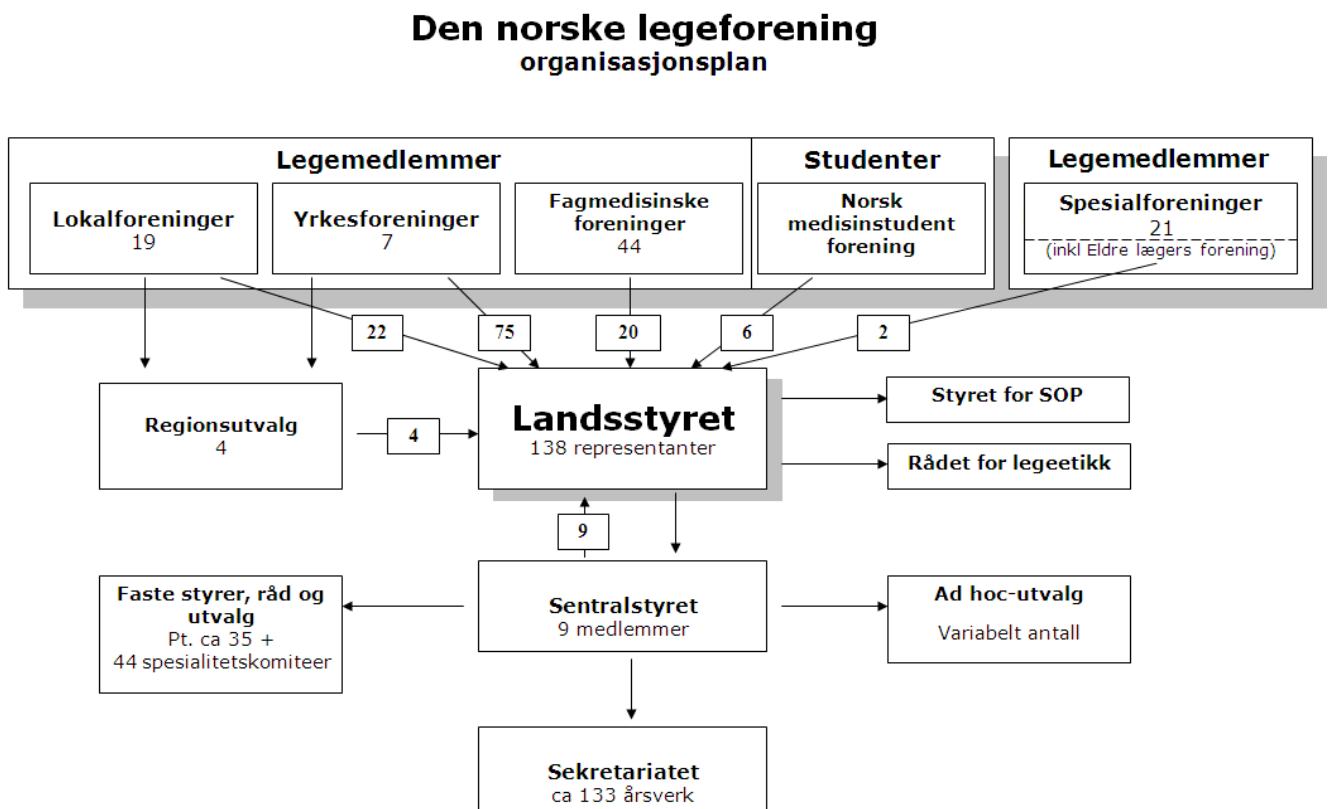 Den norske legeforening
organisasjonsplan
Legemedlemmer
Studenter
Legemedlemmer
Lokalforeninger
19
Yrkesforeninger
7
Fagmedisinske
foreninger
44
Norsk
medisinstudent
forening
Spesialforeninger
21
(inkl Eldre lægers forening)
22
75
20
6
2
Regionsutvalg
4
4
Landsstyret
138 representanter
Styret for SOP
Rådet for legeetikk
9
Faste styrer, råd og
utvalg
Pt. ca 35 +
44 spesialitetskomiteer
Sentralstyret
9 medlemmer
Ad hoc-utvalg
Variabelt antall
Sekretariatet
ca 133 årsverk